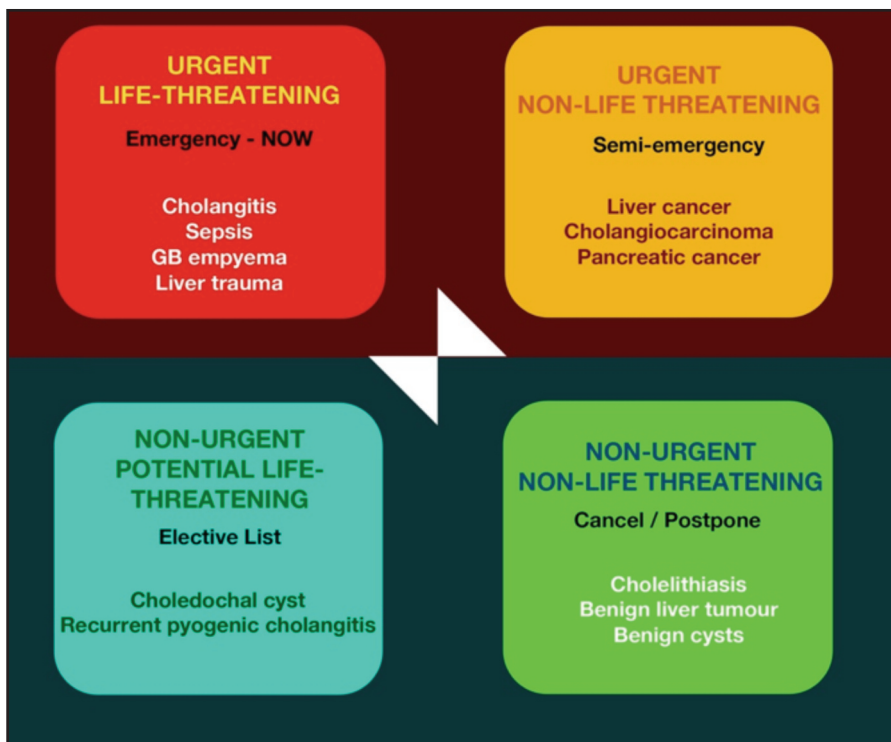 URGENT
LIFE-THREATENING
Emergency - NOW
Cholangitis
Sepsis
GB empyema
Liver trauma
URGENT
NON-LIFE THREATENING
Semi-emergency
Liver cancer
Cholangiocarcinoma
Pancreatic cancer
NON-URGENT
POTENTIAL LIFE-
THREATENING
Elective List
Choledochal cyst
Recurrent pyogenic cholangitis
NON-URGENT
NON-LIFE THREATENING
Cancel / Postpone
Cholelithiasis
Benign liver tumour
Benign cysts